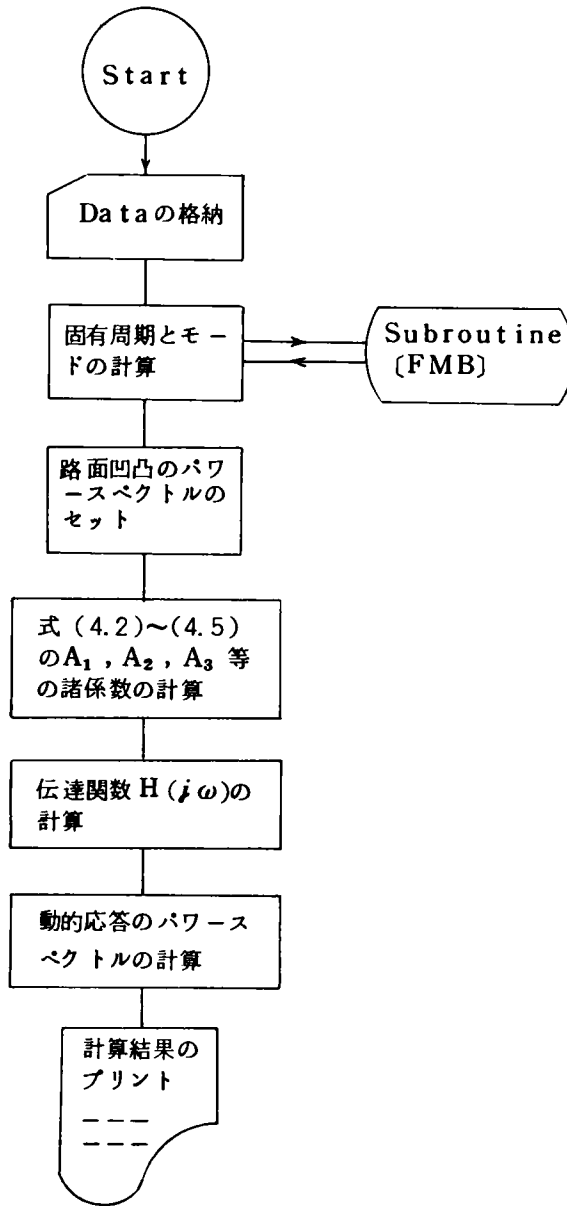 Start
Dataの格納
固有周期とモー
ドの計算
Subroutine
〔FMB〕
路面凹凸のパワ
ースペクトルの
セット
式 (4.2)~(4.5)
のA₁ , A₂ , A₃ 等
の諸係数の計算
伝達関数 H (jω)の
計算
動的応答のパワース
ペクトルの計算
計算結果の
プリント